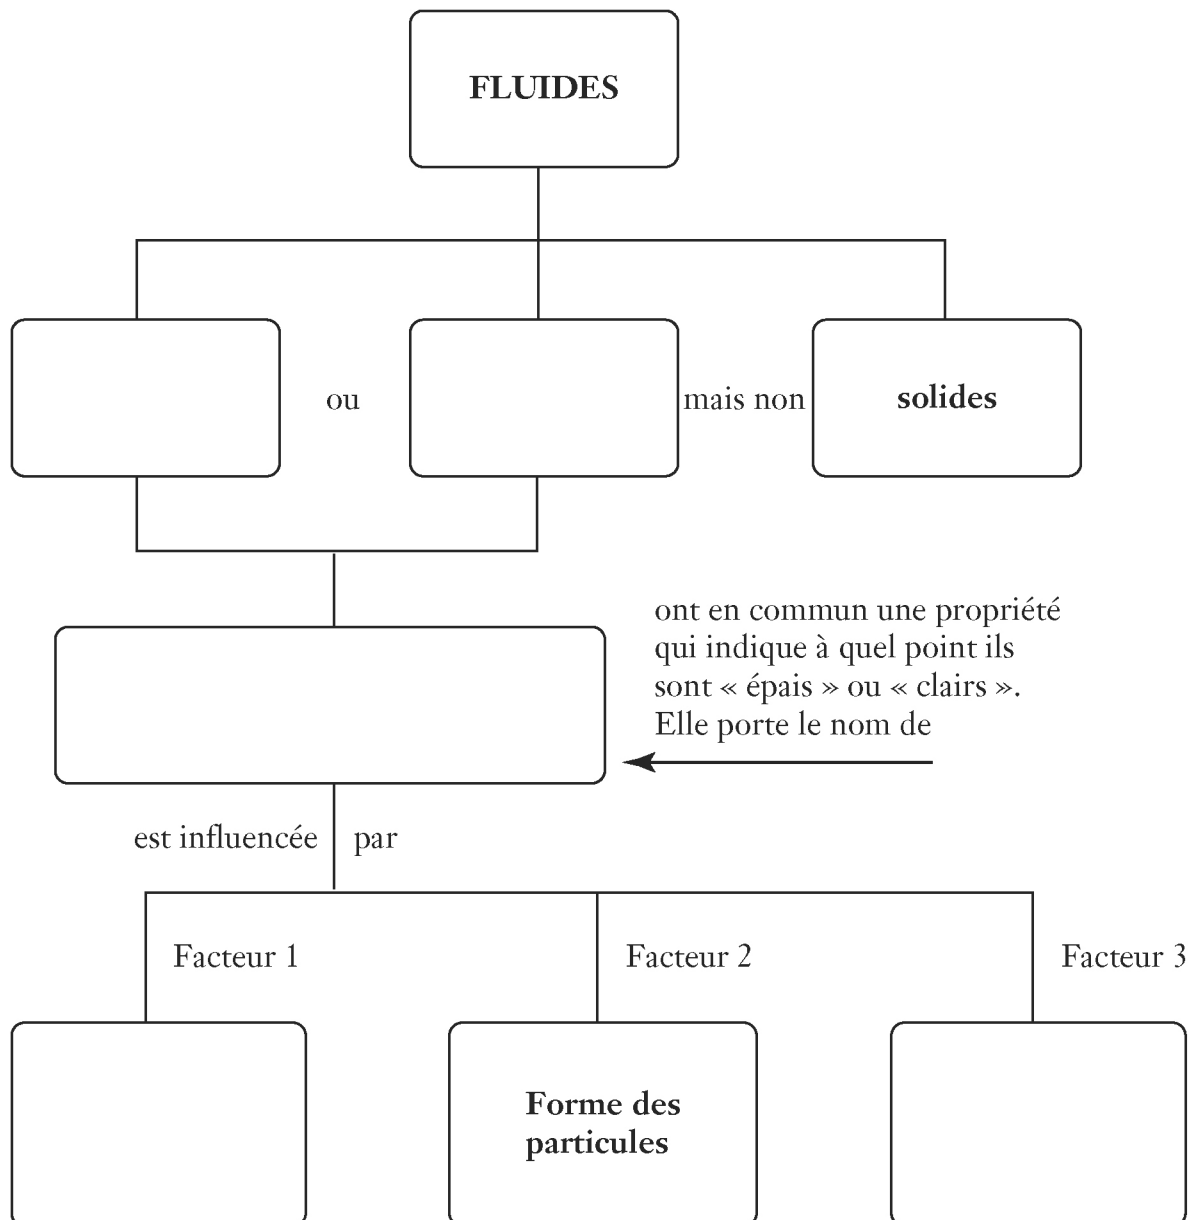 FLUIDES
ou
mais non
solides
ont en commun une propriété
qui indique à quel point ils
sont « épais » ou « clairs ».
Elle porte le nom de
est influencée par
Facteur 1
Facteur 2
Facteur 3
Forme des
particules